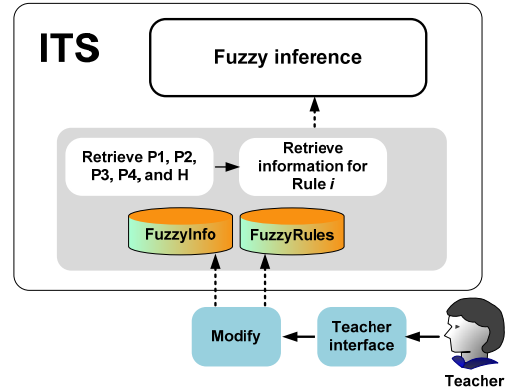 ITS
Fuzzy inference
Retrieve P1, P2,
P3, P4, and H
Retrieve
information for
Rule i
FuzzyInfo
FuzzyRules
Modify
Teacher
interface
Teacher